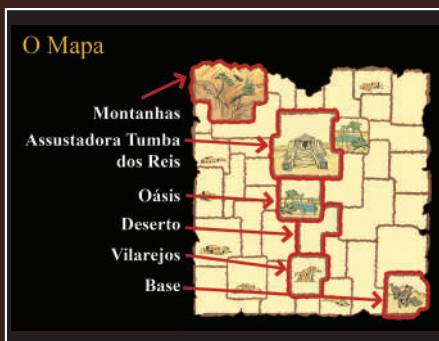 O Mapa
Montanhas
Assustadora Tumba
dos Reis
Oásis
Deserto
Vilarejos
Base